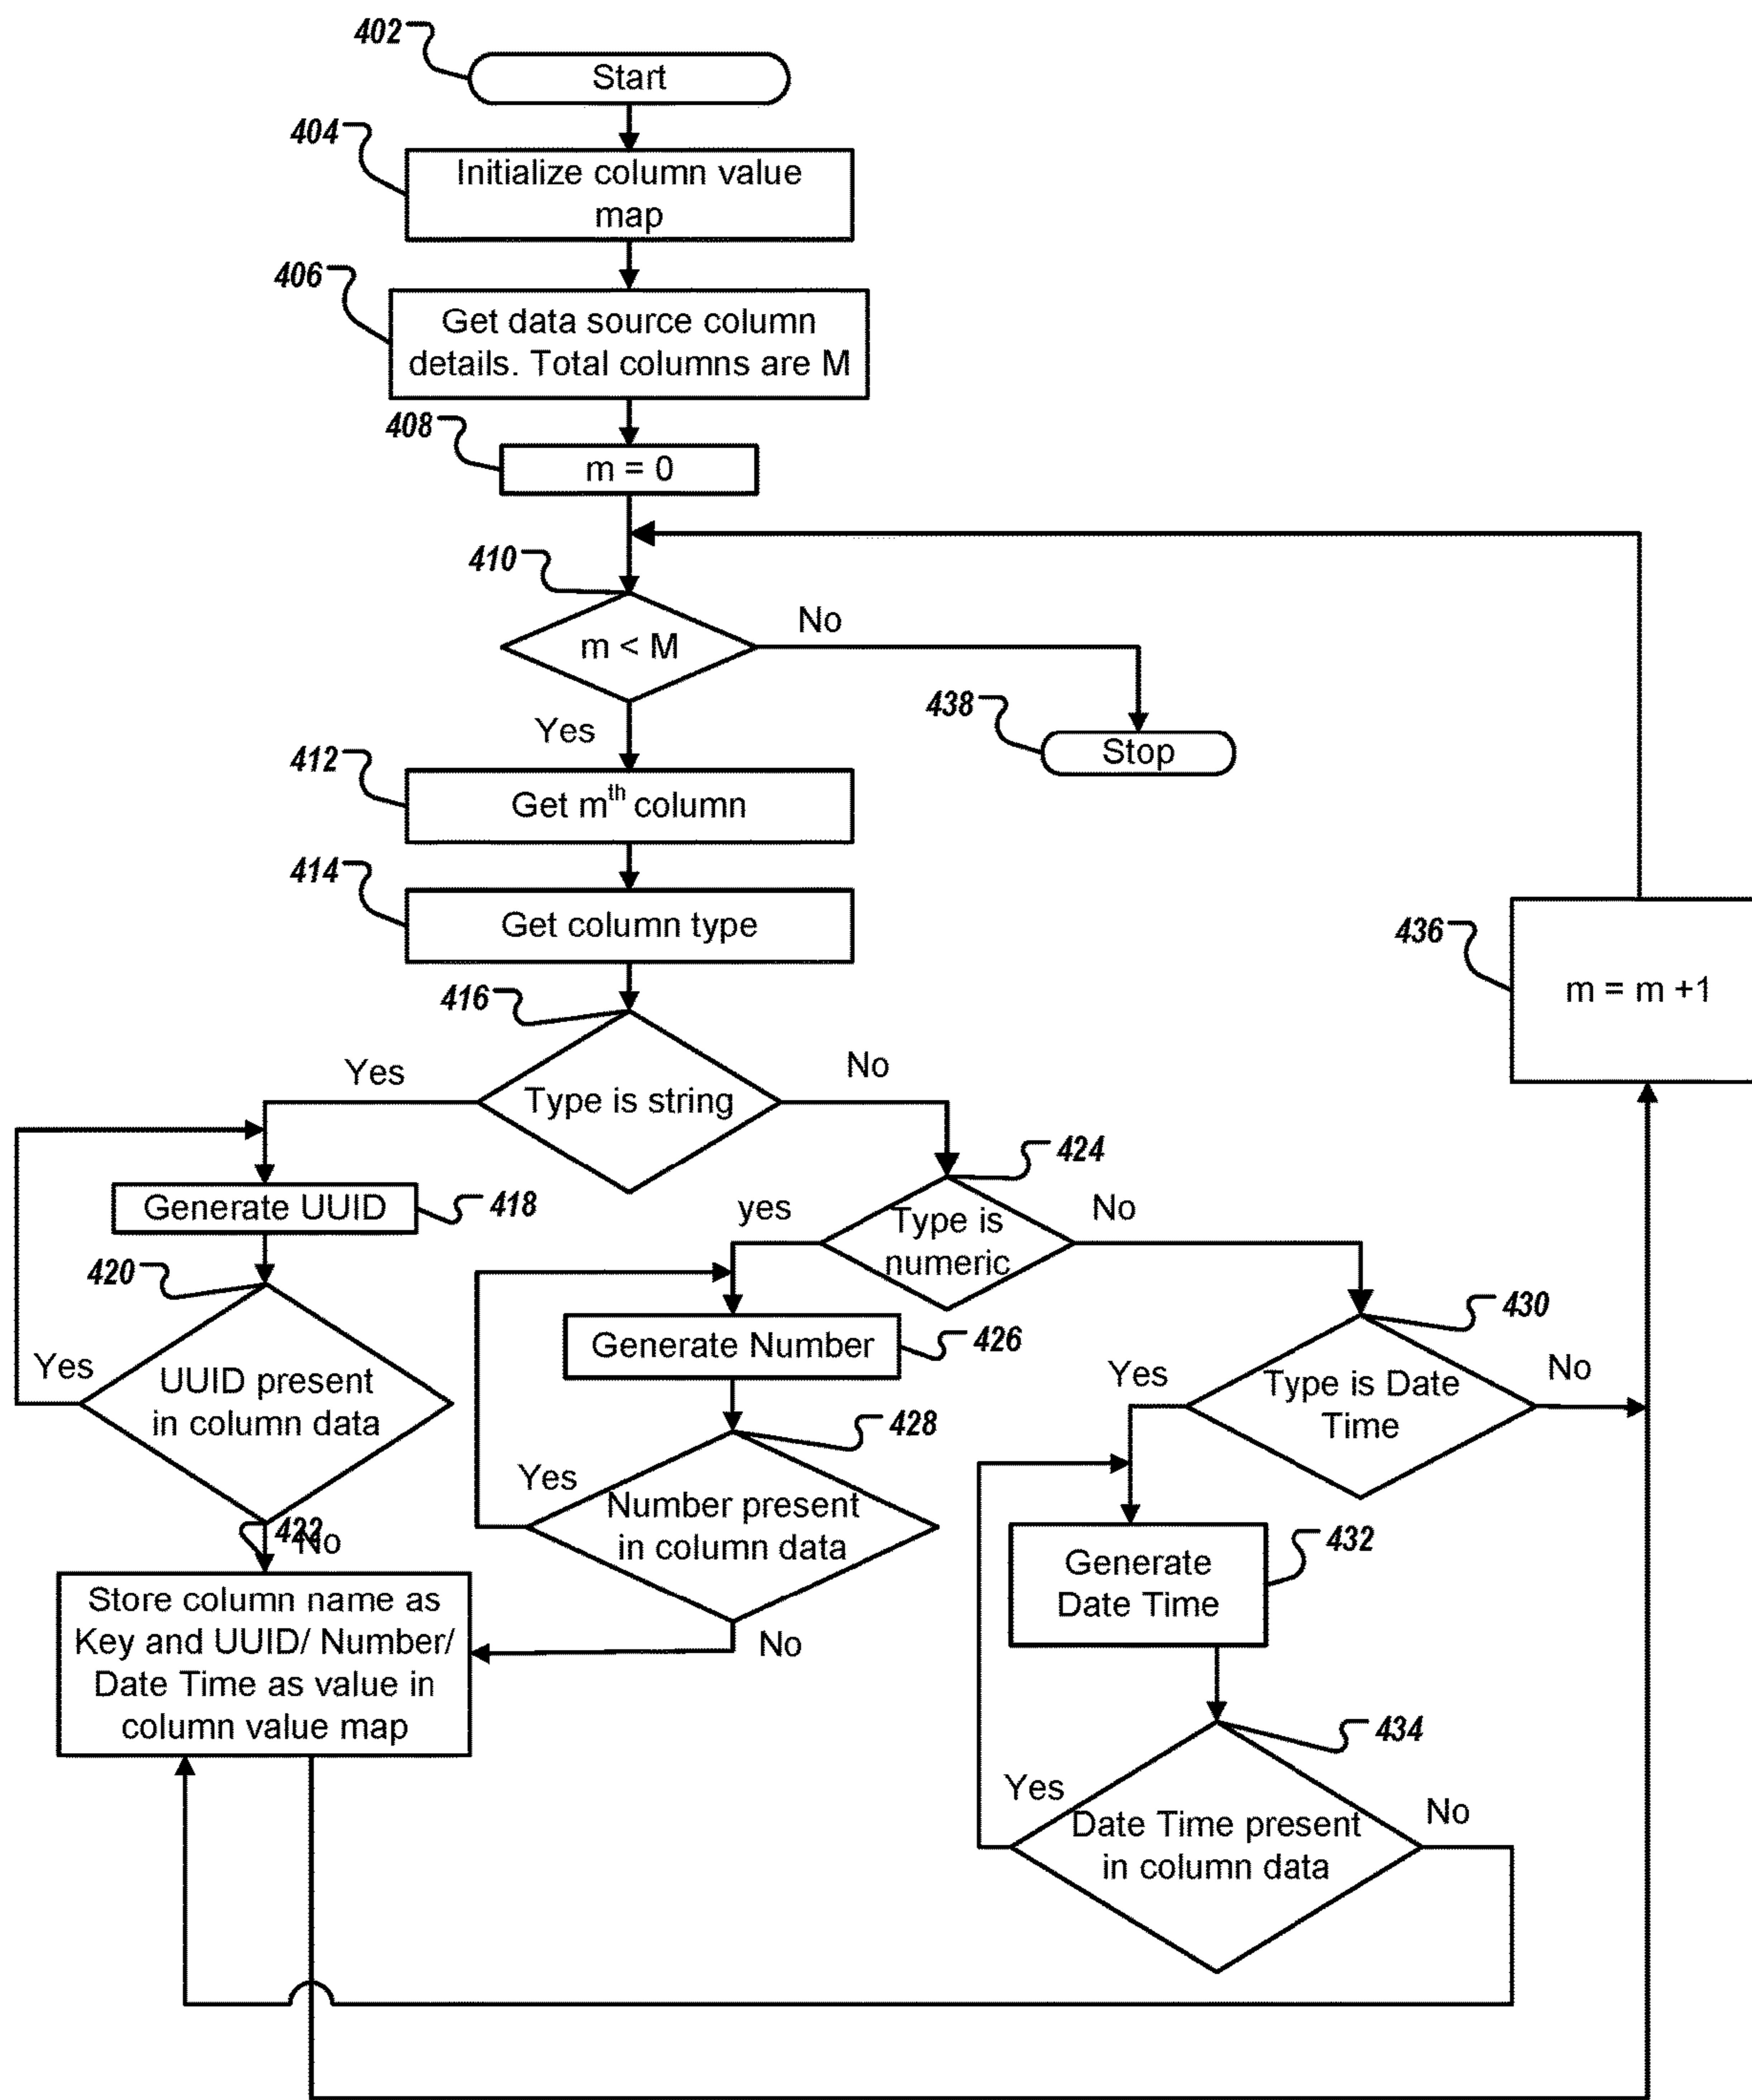 402
Start
404
Initialize column value
map
406
Get data source column
details. Total columns are M
408
m = 0
410
m < M
No
Yes
438
Stop
412
Get mth column
414
Get column type
436
m = m +1
416
Yes
Type is string
No
424
Generate UUID
418
yes
Type is
numeric
No
420
Yes
UUID present
in column data
Generate Number
426
430
Yes
Type is Date
Time
No
428
Yes
Number present
in column data
No
422
No
Store column name as
Key and UUID/ Number/
Date Time as value in
column value map
Generate
Date Time
432
434
Yes
Date Time present
in column data
No